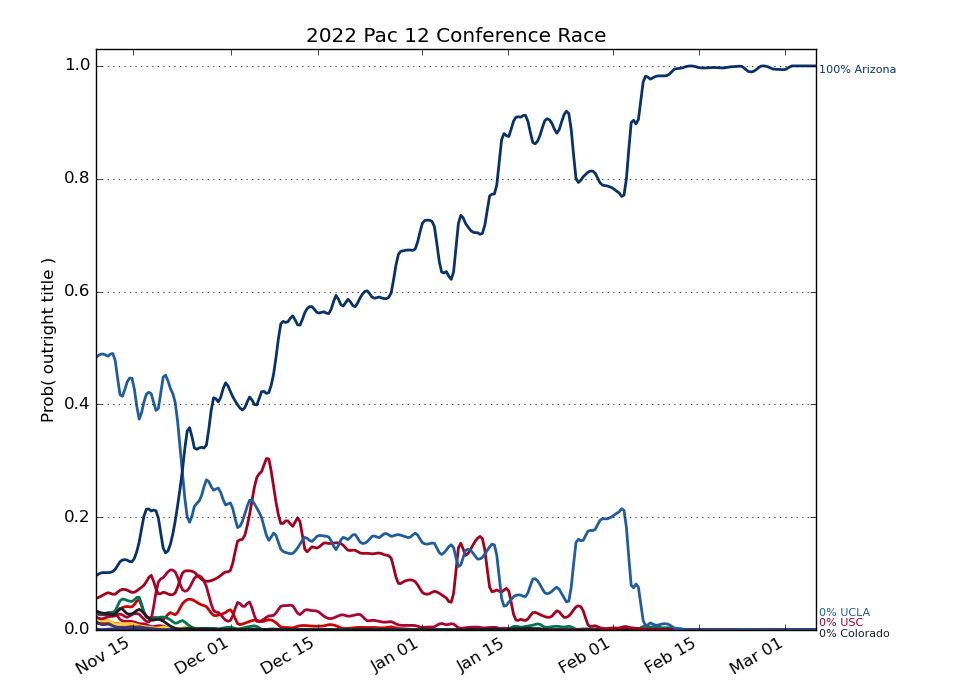 2022 Pac 12 Conference Race
Prob( outright title )
1.0
0.8
0.6
0.4
0.2
0.0
100% Arizona
0% UCLA
0% USC
0% Colorado
Nov 15
Dec 01
Dec 15
Jan 01
Jan 15
Feb 01
Feb 15
Mar 01